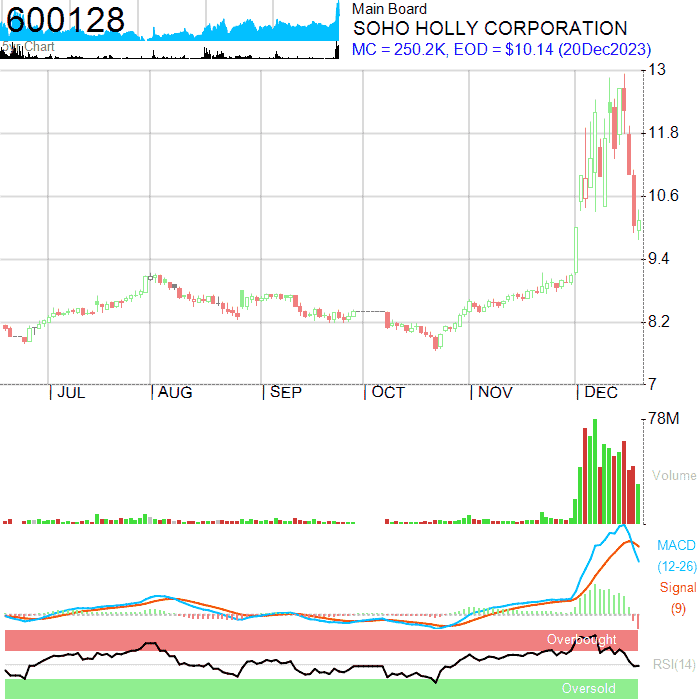 600128
5yr Chart
Main Board
SOHO HOLLY CORPORATION
MC = 250.2K, EOD = $10.14 (20Dec2023)
13
11.8
10.6
9.4
8.2
7
JUL
AUG
SEP
OCT
NOV
DEC
78M
Volume
MACD
(12-26)
Signal
(9)
Overbought
RSI(14)
Oversold